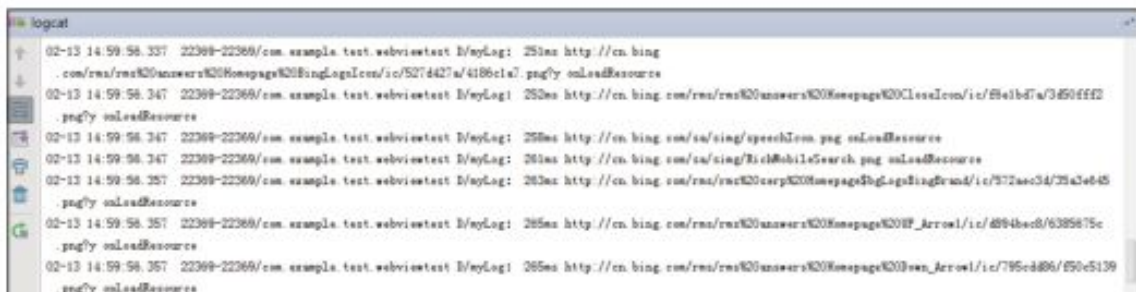 logcat
02-13 14:59:56.337 22369-22369/com.example.test.webviewtest D/myLog: 251ms http://cn.bing
.com/rms/rms%20answers%20Homepage%20BingLogoIcon/ic/527d427a/4186c1a7.png?y onLoadResource
02-13 14:59:56.347 22369-22369/com.example.test.webviewtest D/myLog: 252ms http://cn.bing.com/rms/rms%20answers%20Homepage%20CloseIcon/ic/f8e1bd7a/3d50fff2
.png?y onLoadResource
02-13 14:59:56.347 22369-22369/com.example.test.webviewtest D/myLog: 258ms http://cn.bing.com/sa/simg/speechIcon.png onLoadResource
02-13 14:59:56.347 22369-22369/com.example.test.webviewtest D/myLog: 261ms http://cn.bing.com/sa/simg/RichMobileSearch.png onLoadResource
02-13 14:59:56.357 22369-22369/com.example.test.webviewtest D/myLog: 263ms http://cn.bing.com/rms/rms%20serp%20Homepage$bgLogoBingBrand/ic/572aec3d/35a3e645
.png?y onLoadResource
02-13 14:59:56.357 22369-22369/com.example.test.webviewtest D/myLog: 265ms http://cn.bing.com/rms/rms%20answers%20Homepage%20UP_Arrow1/ic/d894bec8/6385675c
.png?y onLoadResource
02-13 14:59:56.357 22369-22369/com.example.test.webviewtest D/myLog: 265ms http://cn.bing.com/rms/rms%20answers%20Homepage%20Down_Arrow1/ic/795cdd86/f50c5139
.png?y onLoadResource